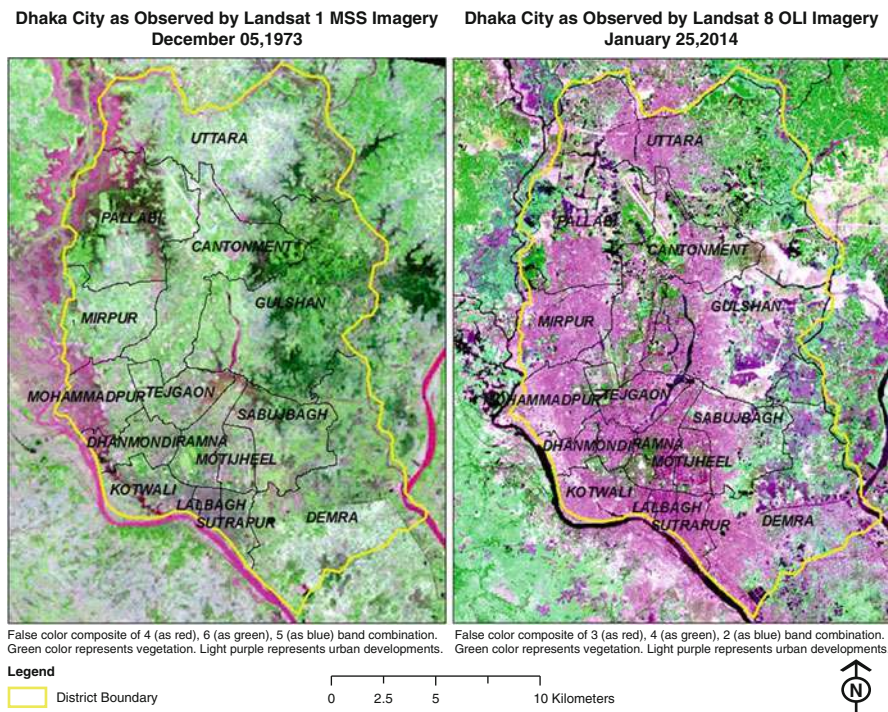 Dhaka City as Observed by Landsat 1 MSS Imagery
December 05,1973
UTTARA
PALLABI
CANTONMENT
GULSHAN
MIRPUR
MOHAMMADPUR
TEJGAON
SABUJBAGH
DHANMONDI
RAMNA
MOTIJHEEL
KOTWALI
LALBAGH
SUTRAPUR
DEMRA
False color composite of 4 (as red), 6 (as green), 5 (as blue) band combination.
Green color represents vegetation. Light purple represents urban developments.
Dhaka City as Observed by Landsat 8 OLI Imagery
January 25,2014
UTTARA
PALLABI
CANTONMENT
GULSHAN
MIRPUR
MOHAMMADPUR
TEJGAON
SABUJBAGH
DHANMONDI
RAMNA
MOTIJHEEL
KOTWALI
LALBAGH
SUTRAPUR
DEMRA
False color composite of 3 (as red), 4 (as green), 2 (as blue) band combination.
Green color represents vegetation. Light purple represents urban developments
Legend
District Boundary
0 2.5 5 10 Kilometers
N